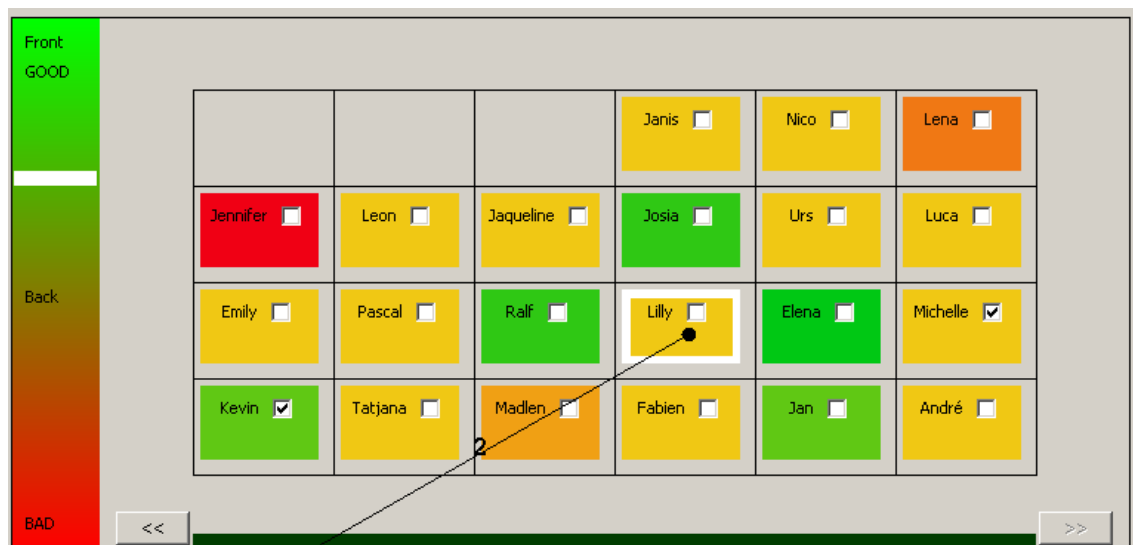 Front
GOOD
Janis Nico Lena
Jennifer Leon Jaqueline Josia Urs Luca
Back
Emily Pascal Ralf Lilly Elena Michelle
Kevin Tatjana Madlen Fabien Jan André
2
BAD
<< >>